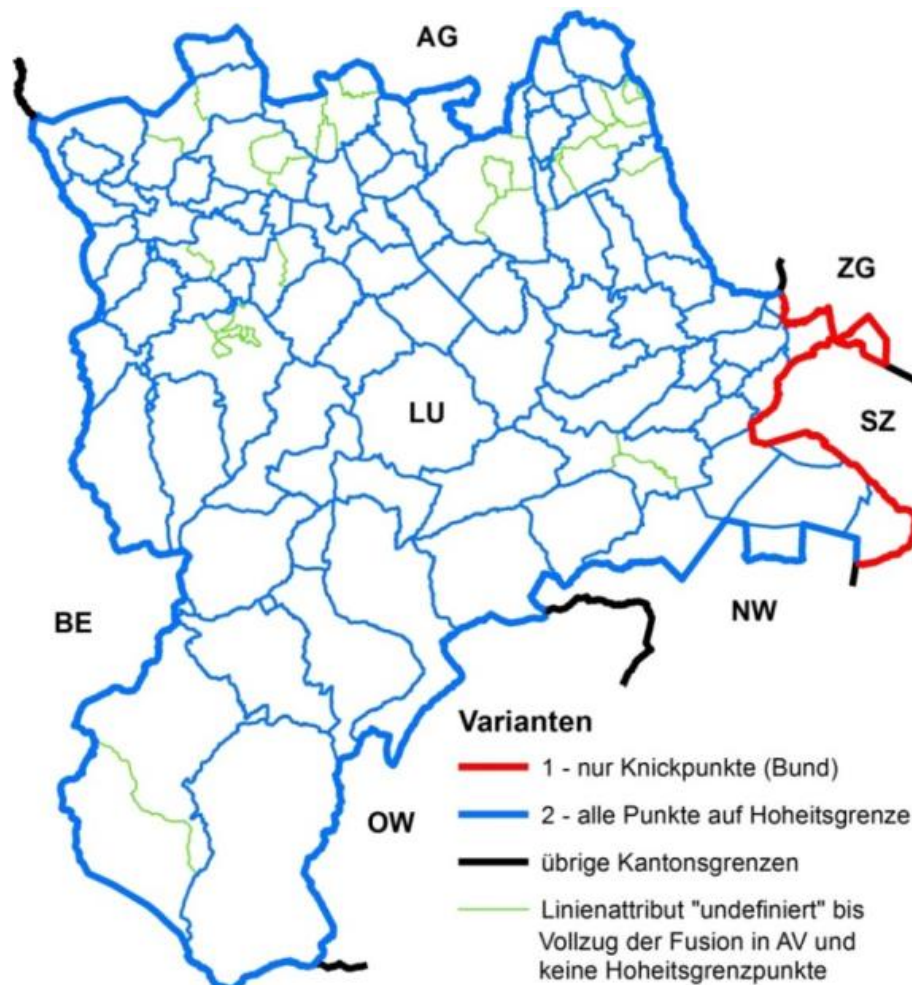 AG
ZG
SZ
LU
BE
NW
OW
Varianten
1 - nur Knickpunkte (Bund)
2 - alle Punkte auf Hoheitsgrenze
übrige Kantonsgrenzen
Linienattribut "undefiniert" bis
Vollzug der Fusion in AV und
keine Hoheitsgrenzpunkte